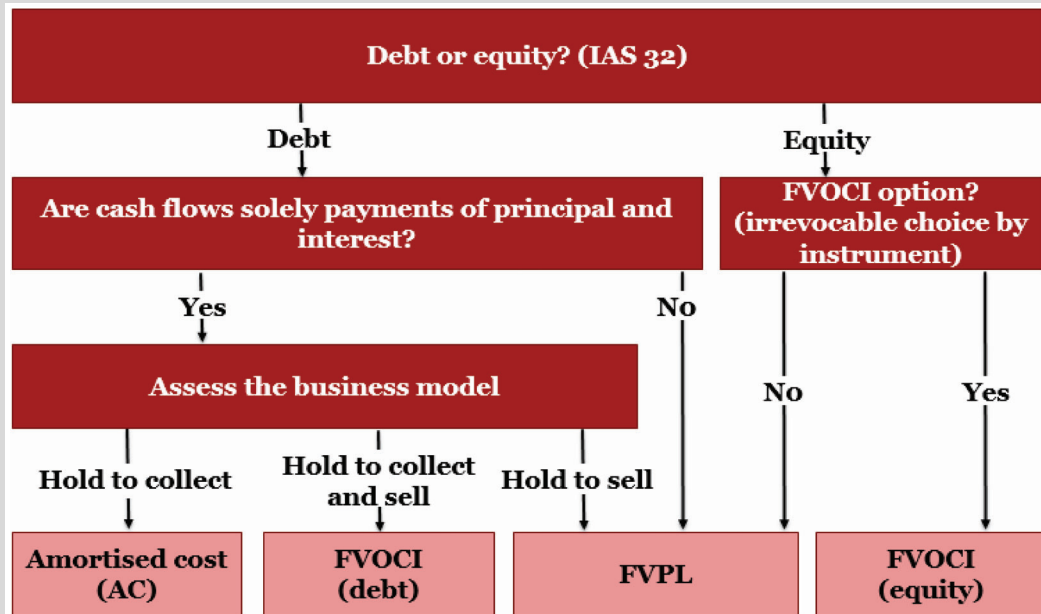 Debt or equity? (IAS 32)
Debt
Equity
Are cash flows solely payments of principal and
interest?
FVOCI option?
(irrevocable choice by
instrument)
Yes
No
Assess the business model
No
Yes
Hold to collect
Hold to collect
and sell
Hold to sell
Amortised cost
(AC)
FVOCI
(debt)
FVPL
FVOCI
(equity)